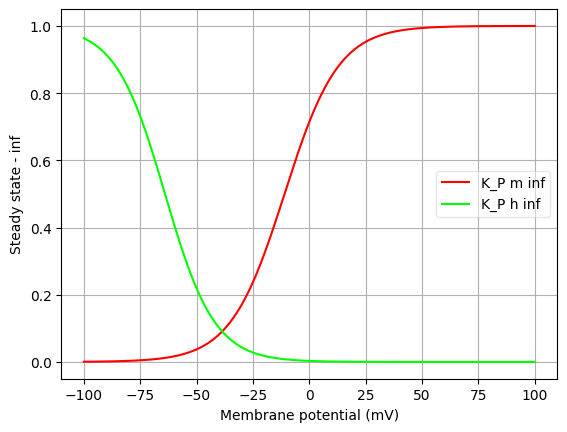 1.0
0.8
0.6
0.4
0.2
0.0
Steady state - inf
K_P m inf
K_P h inf
−100 −75 −50 −25 0 25 50 75 100
Membrane potential (mV)